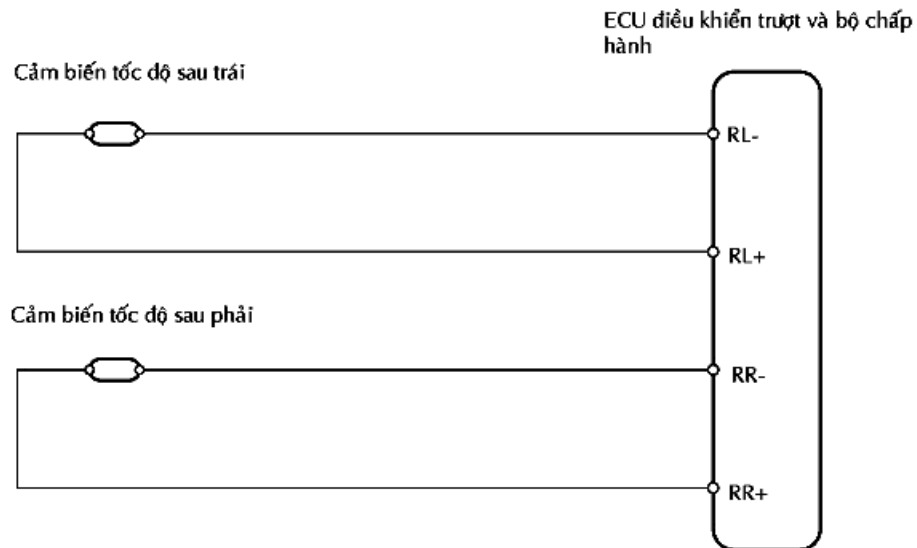 ECU điều khiển trượt và bộ chấp
hành
Cảm biến tốc độ sau trái
RL-
RL+
Cảm biến tốc độ sau phải
RR-
RR+